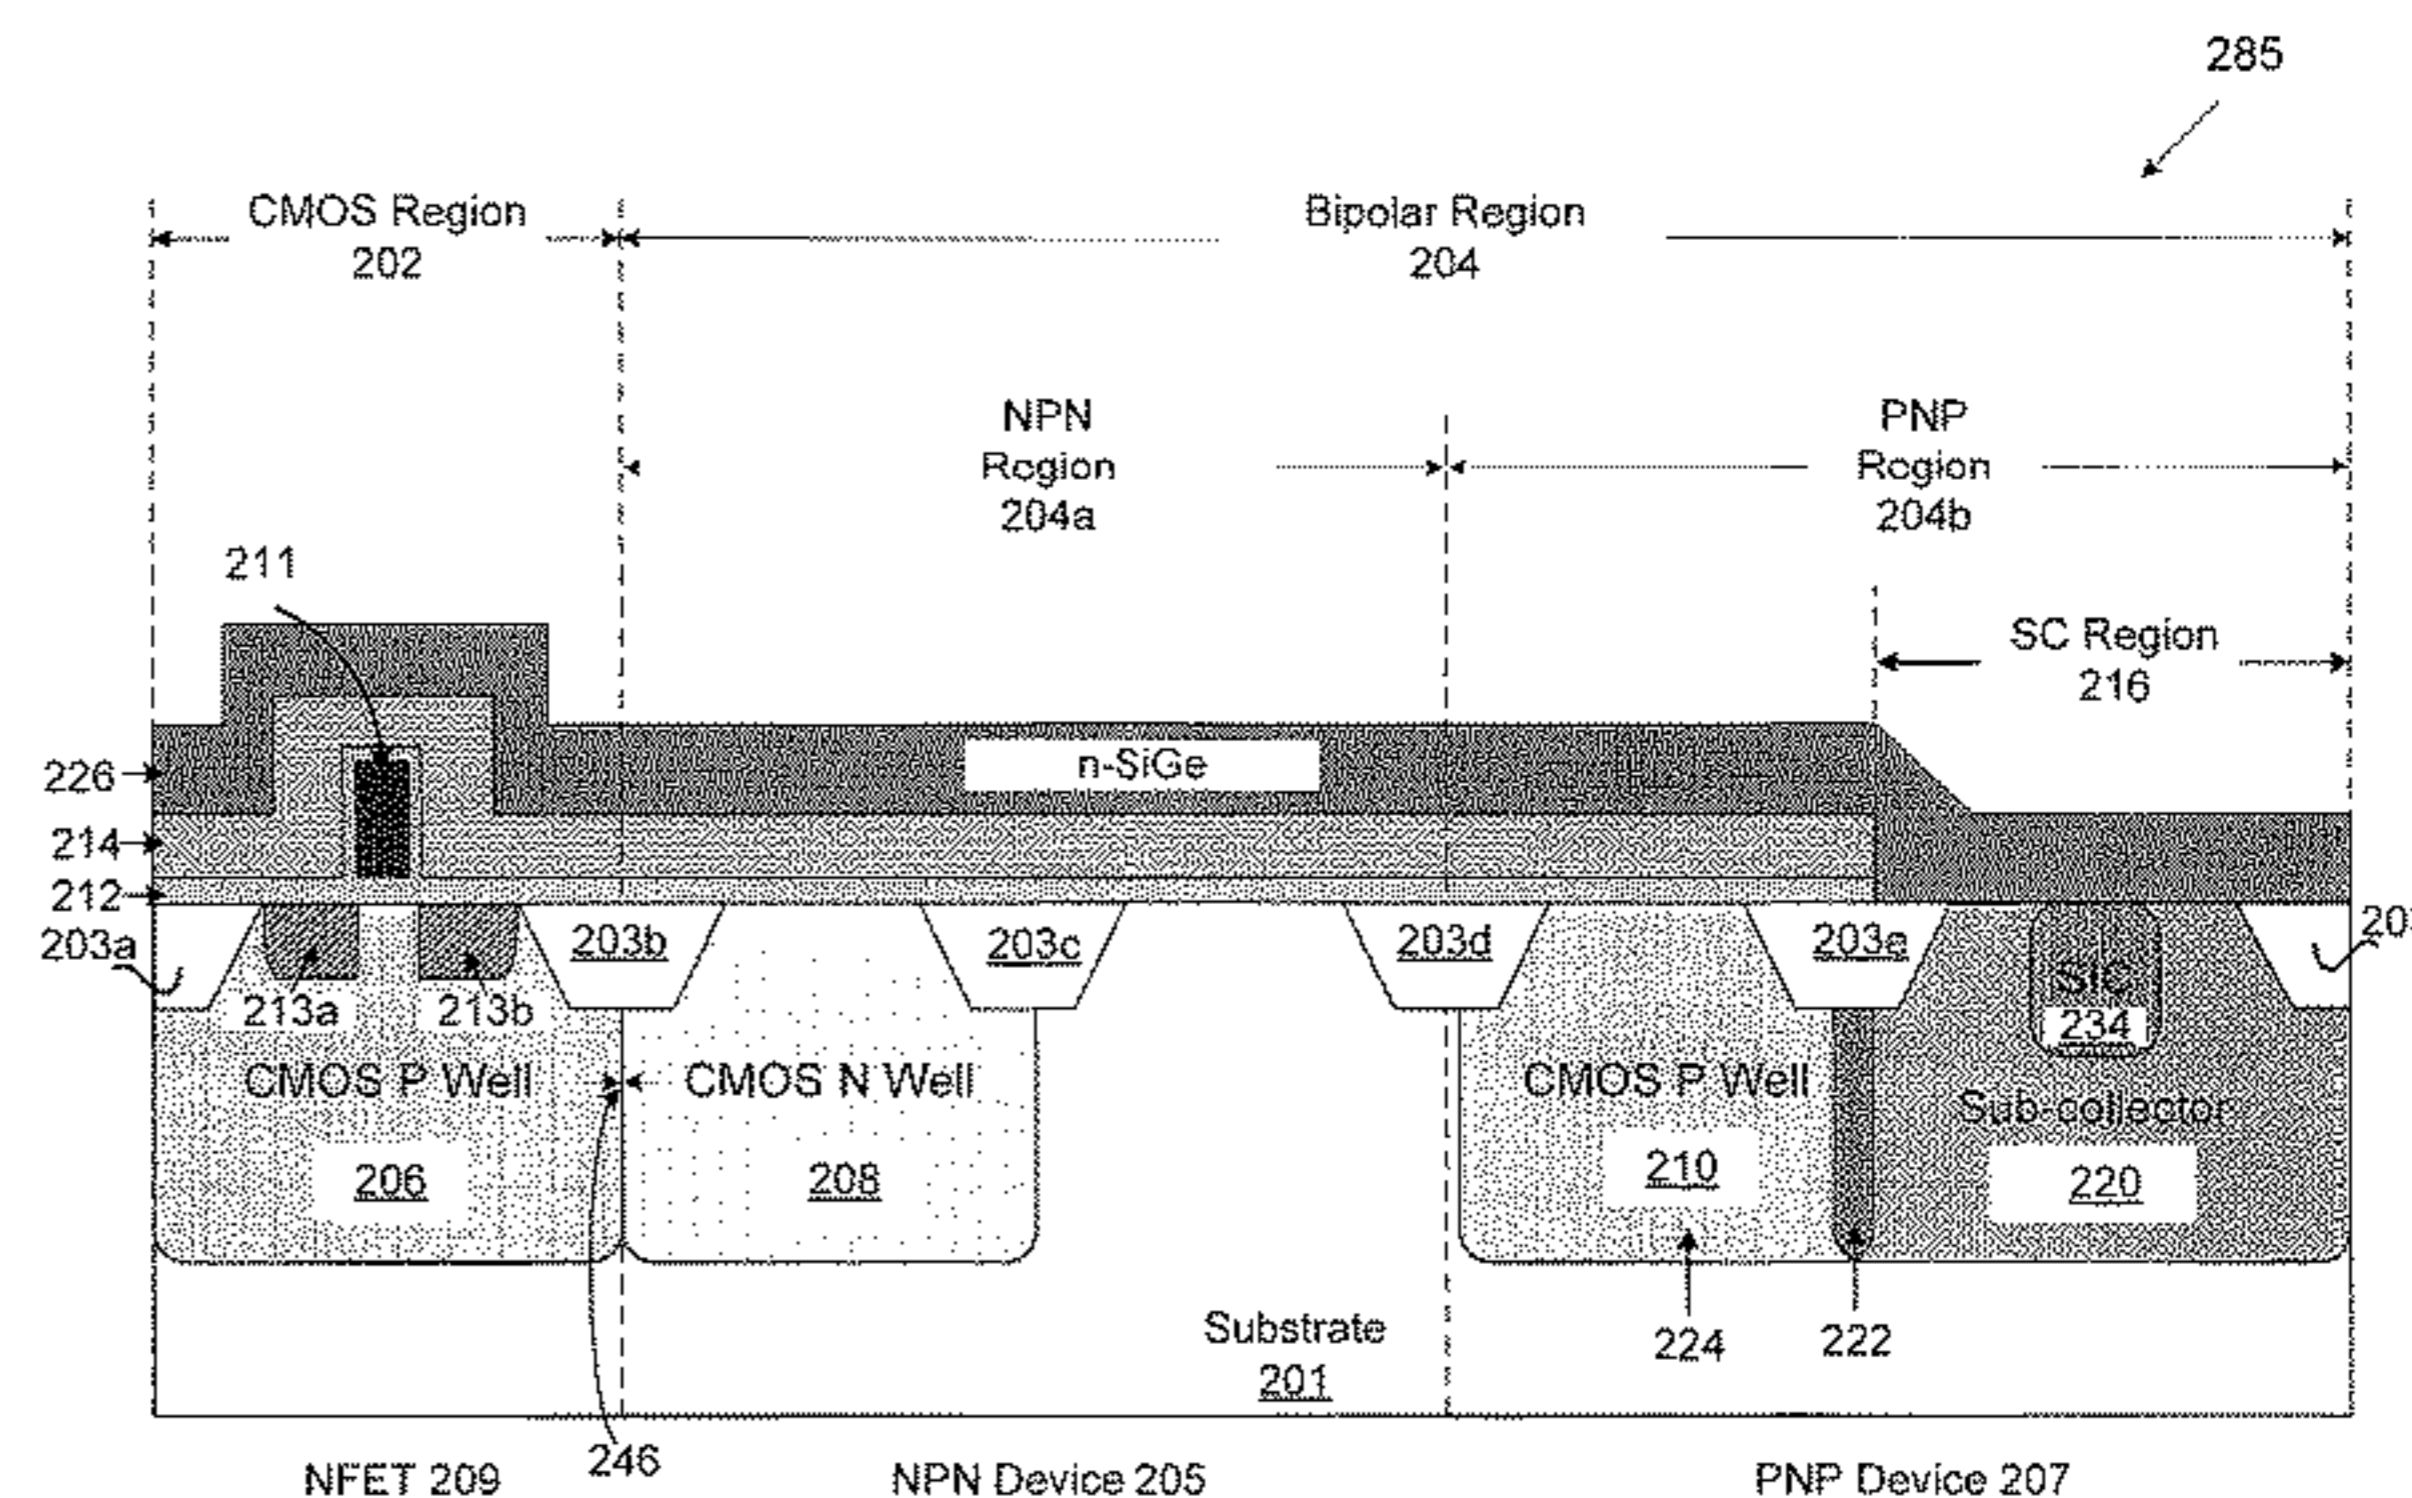 285
CMOS Region
202
Bipolar Region
204
NPN
Region
204a
PNP
Region
204b
211
SC Region
216
226
n-SiGe
214
212
203a
203b
203c
203d
203e
203
213a
213b
SIC
234
CMOS P Well
206
CMOS N Well
208
CMOS P Well
210
Sub-collector
220
Substrate
201
224
222
246
NFET 209
NPN Device 205
PNP Device 207